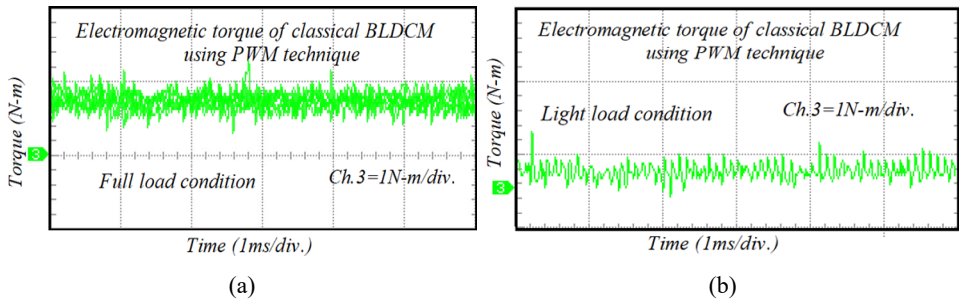 Electromagnetic torque of classical BLDCM
using PWM technique
Torque (N-m)
3
Full load condition
Ch.3=1N-m/div.
Time (1ms/div.)
(a)
Electromagnetic torque of classical BLDCM
using PWM technique
Torque (N-m)
Light load condition
Ch.3=1N-m/div.
3
Time (1ms/div.)
(b)